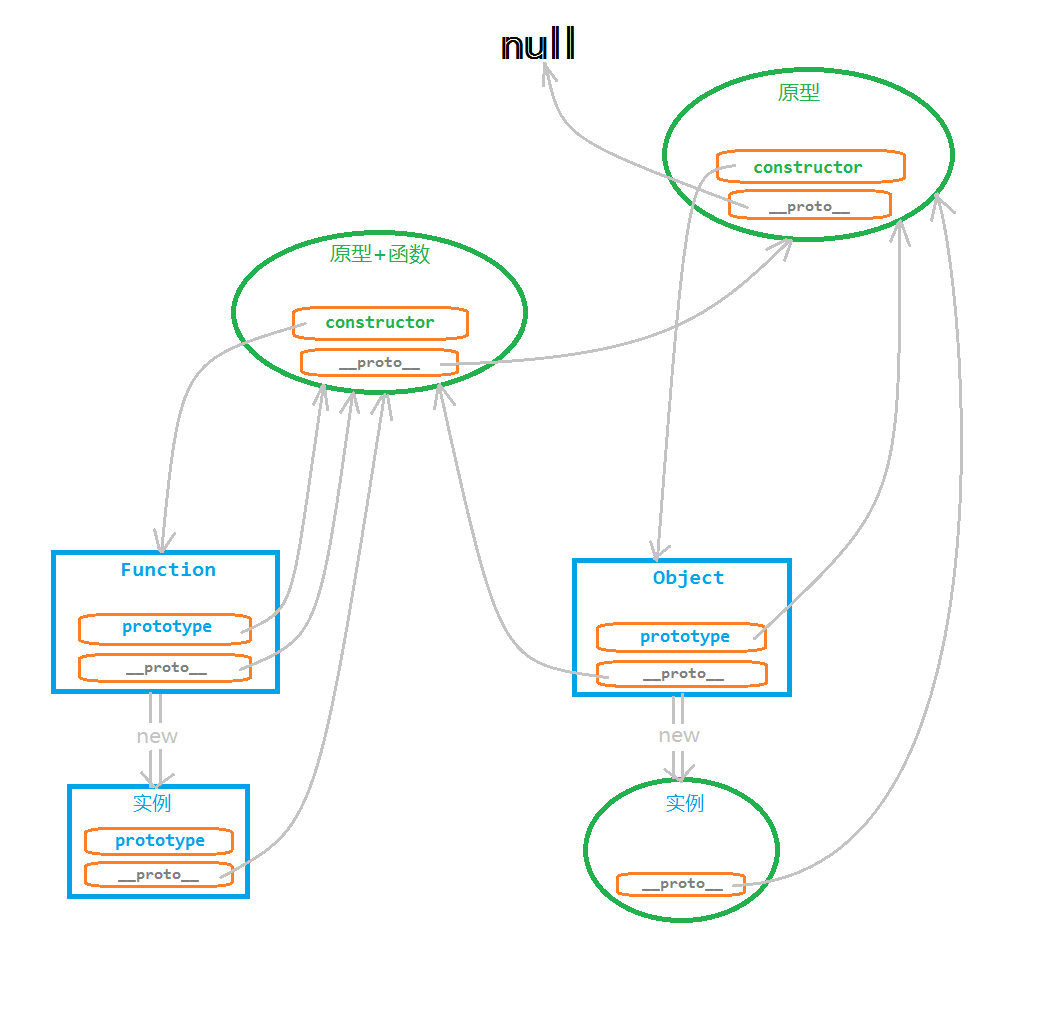 null
原型
constructor
__proto__
原型+函数
constructor
__proto__
Function
prototype
__proto__
new
实例
prototype
__proto__
Object
prototype
__proto__
new
实例
__proto__